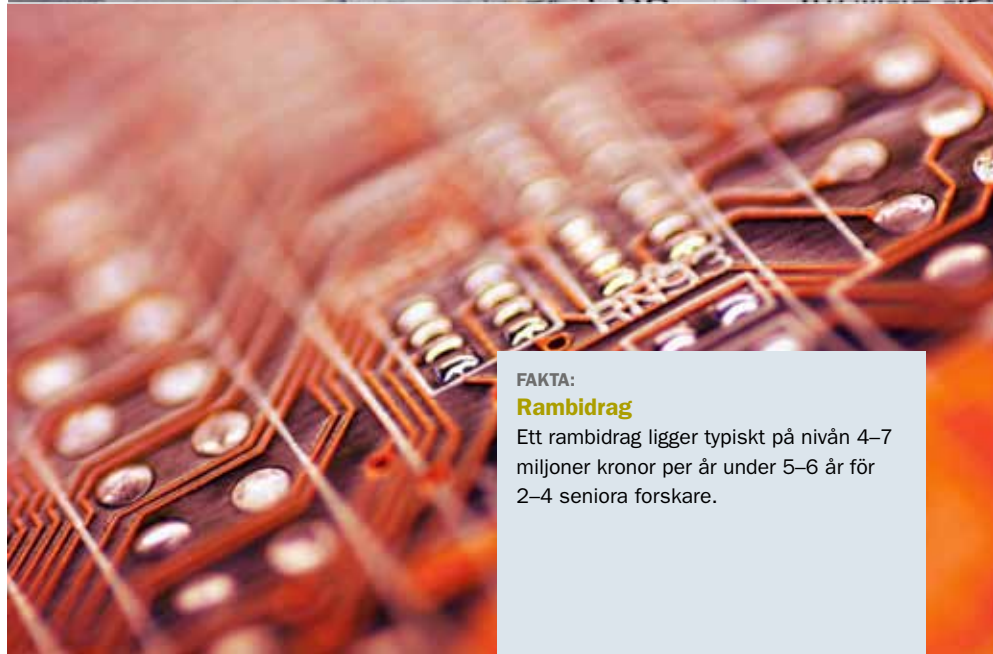 RNG3
FAKTA:
Rambidrag
Ett rambidrag ligger typiskt på nivån 4–7
miljoner kronor per år under 5–6 år för
2–4 seniora forskare.